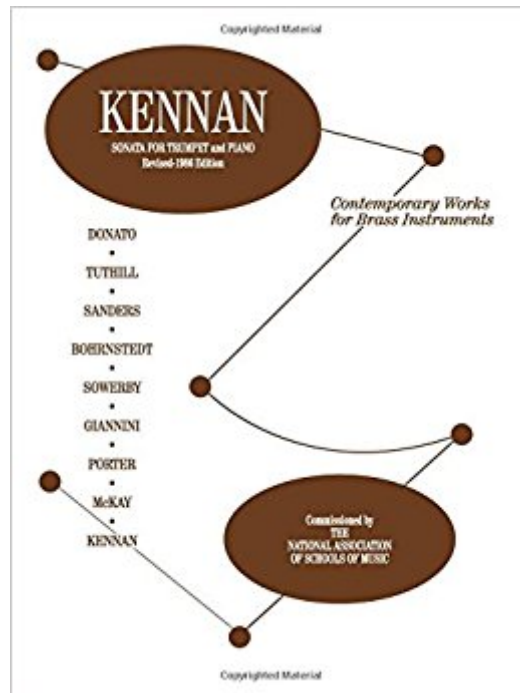 Copyrighted Material
KENNAN
SONATA FOR TRUMPET and PIANO
Revised-1986 Edition
Contemporary Works
for Brass Instruments
DONATO
•
TUTHILL
•
SANDERS
•
BOHRNSTEDT
•
SOWERBY
•
GIANNINI
•
PORTER
•
McKAY
•
KENNAN
Commissioned by
THE
NATIONAL ASSOCIATION
OF SCHOOLS OF MUSIC
Copyrighted Material